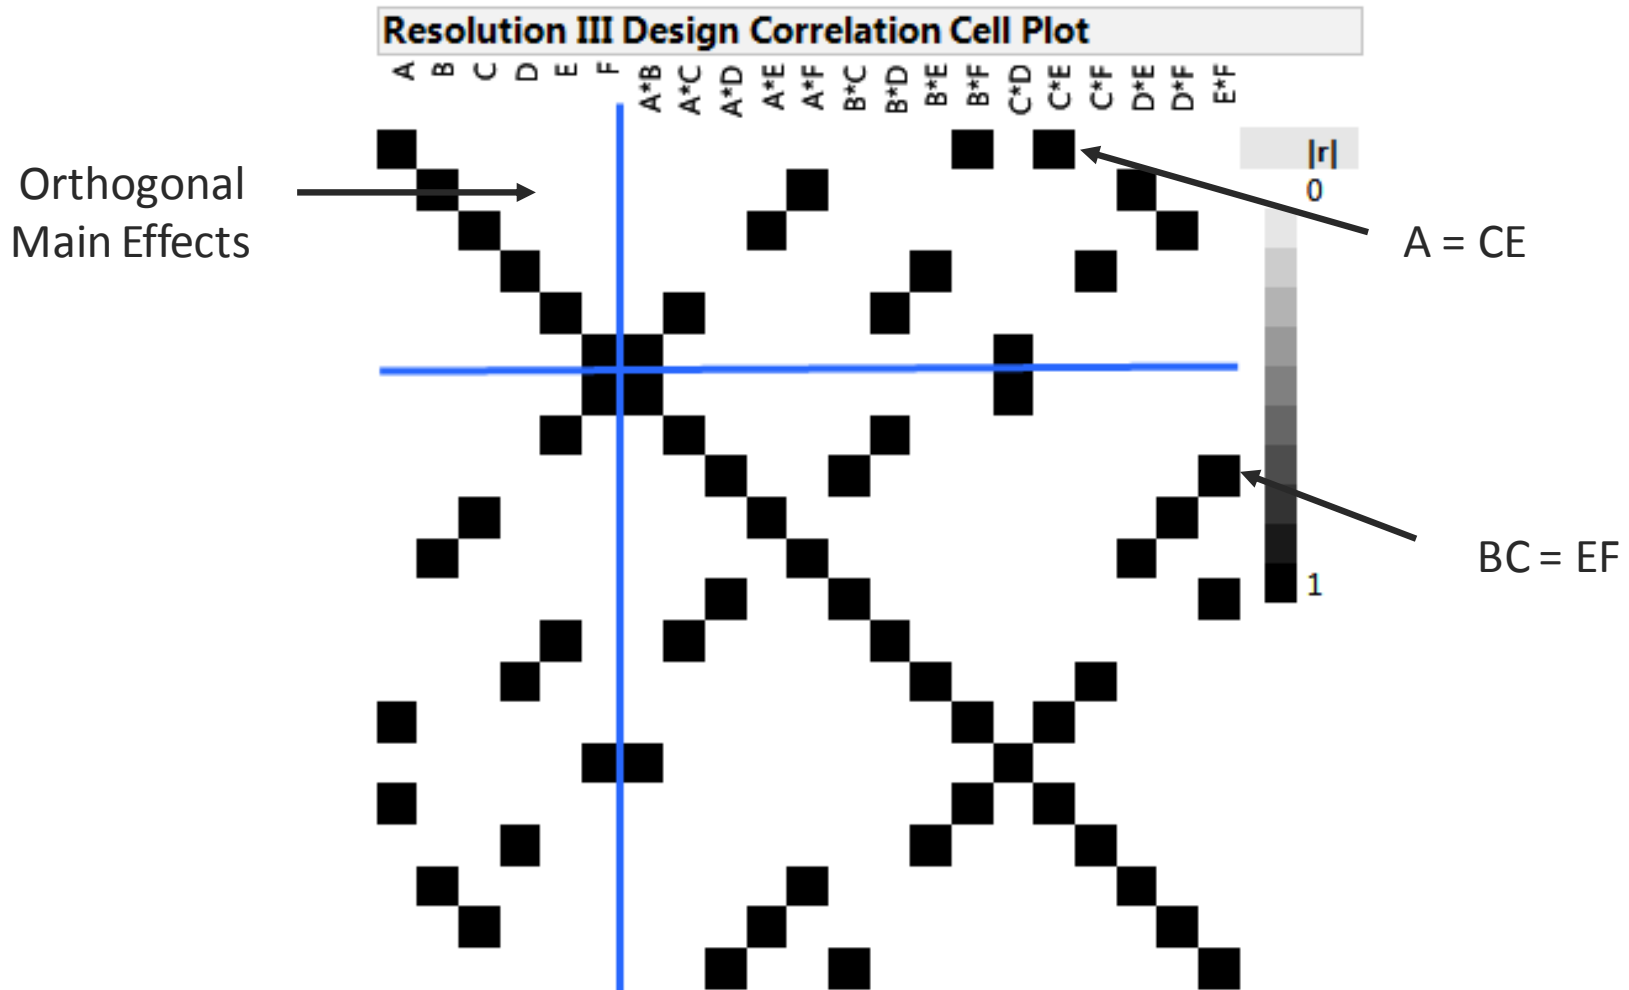 Resolution III Design Correlation Cell Plot
A B C D E F A*B A*C A*D A*E A*F B*C B*D B*E B*F C*D C*E C*F D*E D*F E*F
|r|
0
1
Orthogonal
Main Effects
A = CE
BC = EF